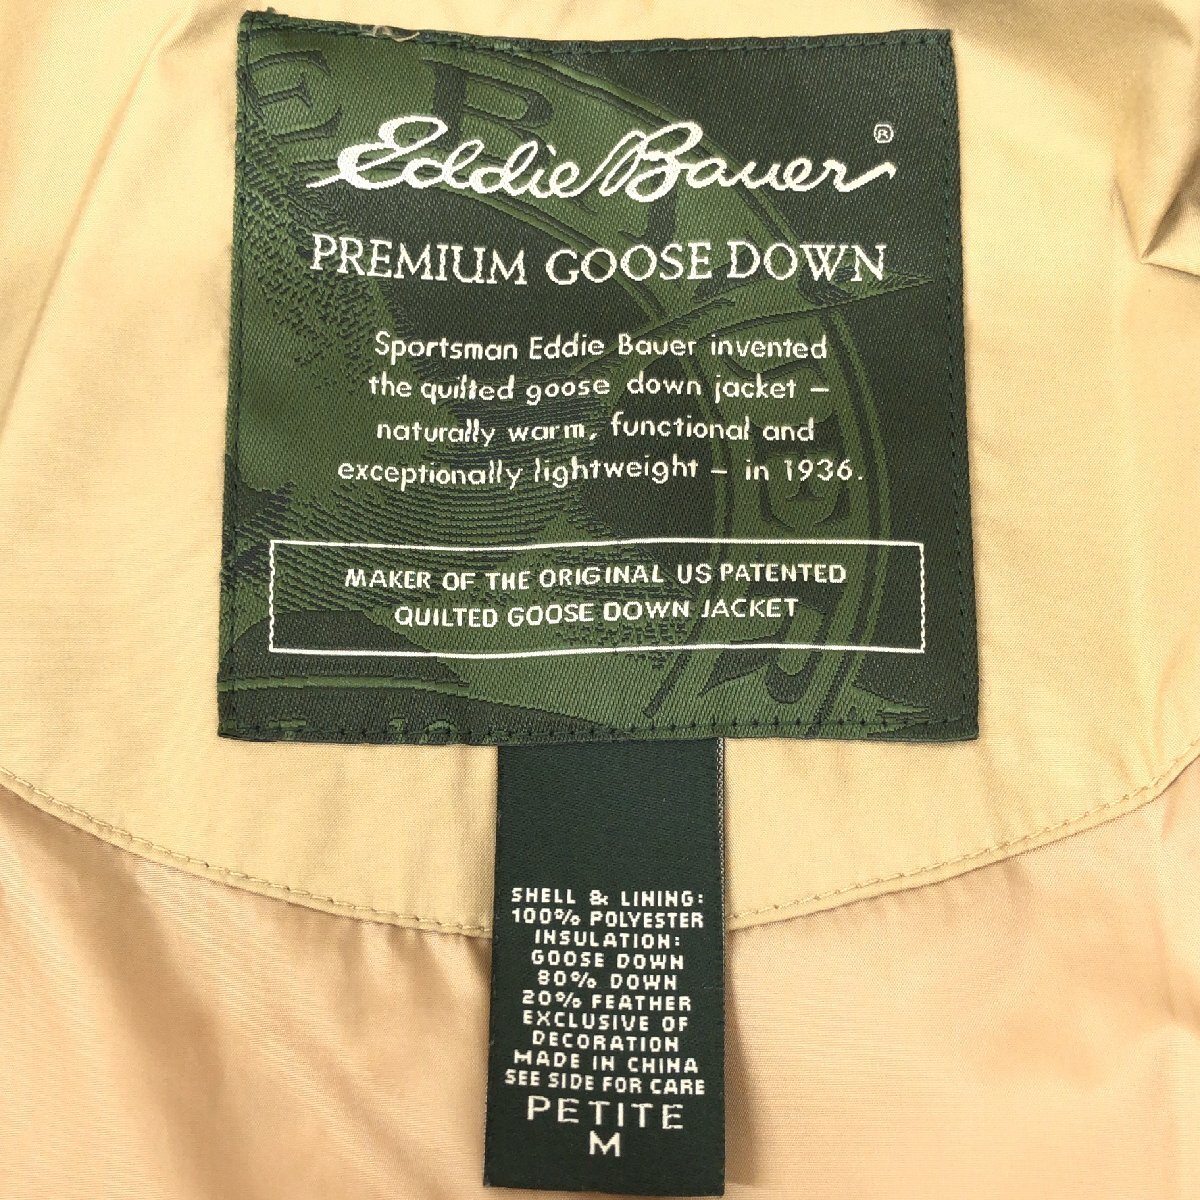 Eddie Bauer ®
PREMIUM GOOSE DOWN
Sportsman Eddie Bauer invented
the quilted goose down jacket –
naturally warm, functional and
exceptionally lightweight – in 1936.
MAKER OF THE ORIGINAL US PATENTED
QUILTED GOOSE DOWN JACKET
SHELL & LINING:
100% POLYESTER
INSULATION:
GOOSE DOWN
80% DOWN
20% FEATHER
EXCLUSIVE OF
DECORATION
MADE IN CHINA
SEE SIDE FOR CARE
PETITE
M